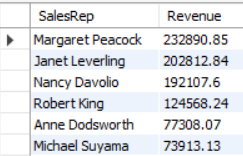 SalesRep Revenue
Margaret Peacock 232890.85
Janet Leverling 202812.84
Nancy Davolio 192107.6
Robert King 124568.24
Anne Dodsworth 77308.07
Michael Suyama 73913.13